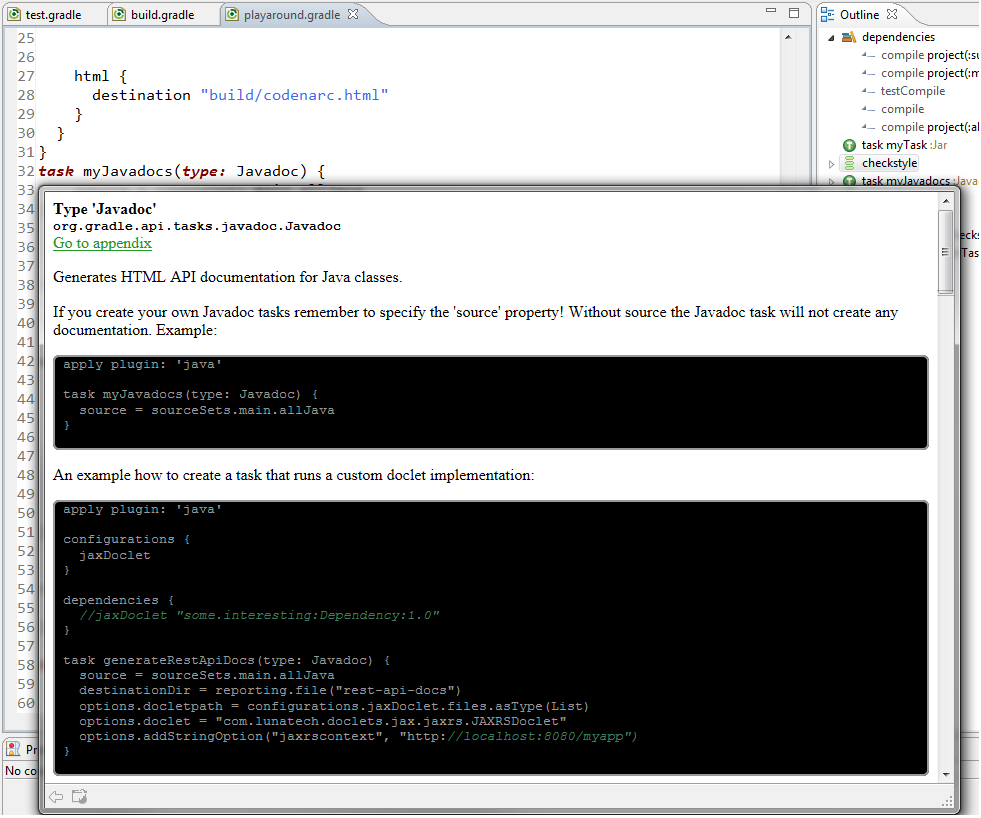 test.gradle
build.gradle
playaround.gradle
Outline
25
26
27 html {
28 destination "build/codenarc.html"
29 }
30 }
31 }
32 task myJavadocs(type: Javadoc) {
33
34
35
36
37
38
39
40
41
42
43
44
45
46
47
48
49
50
51
52
53
54
55
56
57
58
59
60
dependencies
compile project(:su
compile project(:m
testCompile
compile
compile project(:al
task myTask :Jar
checkstyle
task myJavadocs :Java
ecks
Tas
Type 'Javadoc'
org.gradle.api.tasks.javadoc.Javadoc
Go to appendix
Generates HTML API documentation for Java classes.
If you create your own Javadoc tasks remember to specify the 'source' property! Without source the Javadoc task will not create any
documentation. Example:
apply plugin: 'java'
task myJavadocs(type: Javadoc) {
source = sourceSets.main.allJava
}
An example how to create a task that runs a custom doclet implementation:
apply plugin: 'java'
configurations {
jaxDoclet
}
dependencies {
//jaxDoclet "some.interesting:Dependency:1.0"
}
task generateRestApiDocs(type: Javadoc) {
source = sourceSets.main.allJava
destinationDir = reporting.file("rest-api-docs")
options.docletpath = configurations.jaxDoclet.files.asType(List)
options.doclet = "com.lunatech.doclets.jax.jaxrs.JAXRSDoclet"
options.addStringOption("jaxrscontext", "http://localhost:8080/myapp")
}
Pr
No co